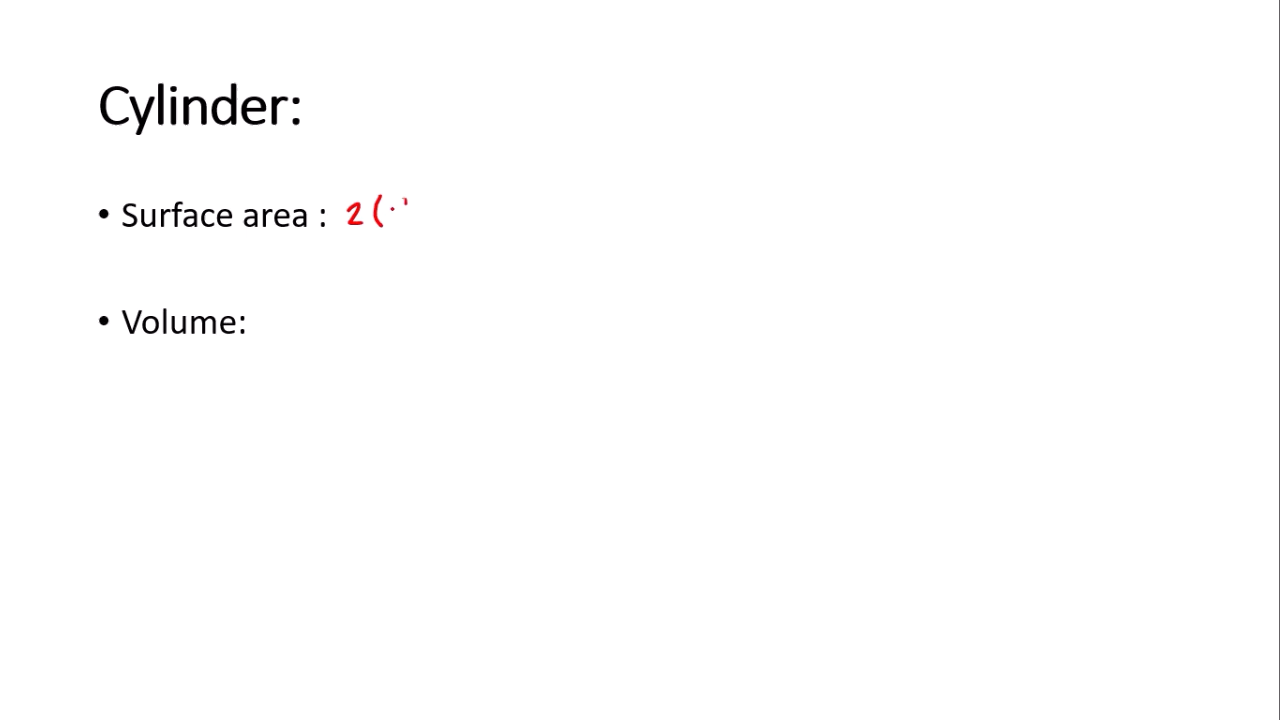 Cylinder:
• Surface area : 2 (
• Volume: